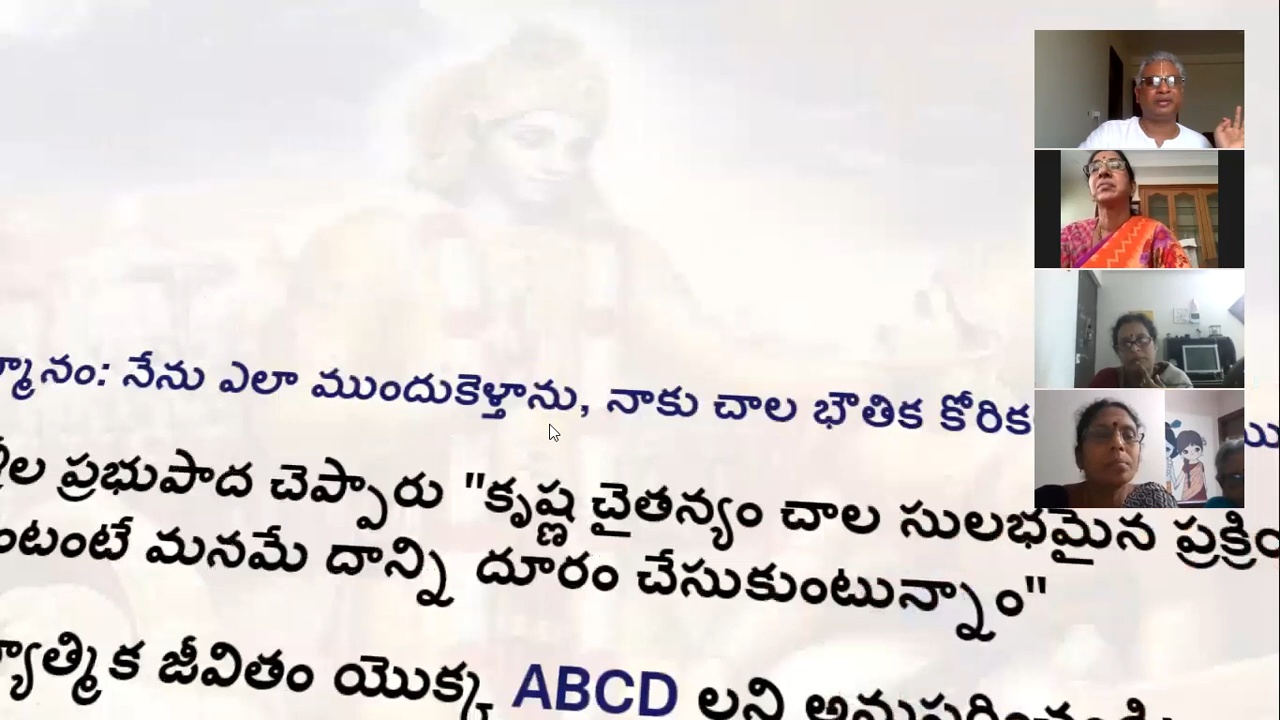 నేను ఎలా ముందుకెళ్తాను, నాకు చాల భౌతిక
ప్రభుపాద చెప్పారు "కృష్ణ చైతన్యం చాల సులభమైన
మనమే దాన్ని దూరం చేసుకుంటున్నాం"
జీవితం యొక్క ABCD లని